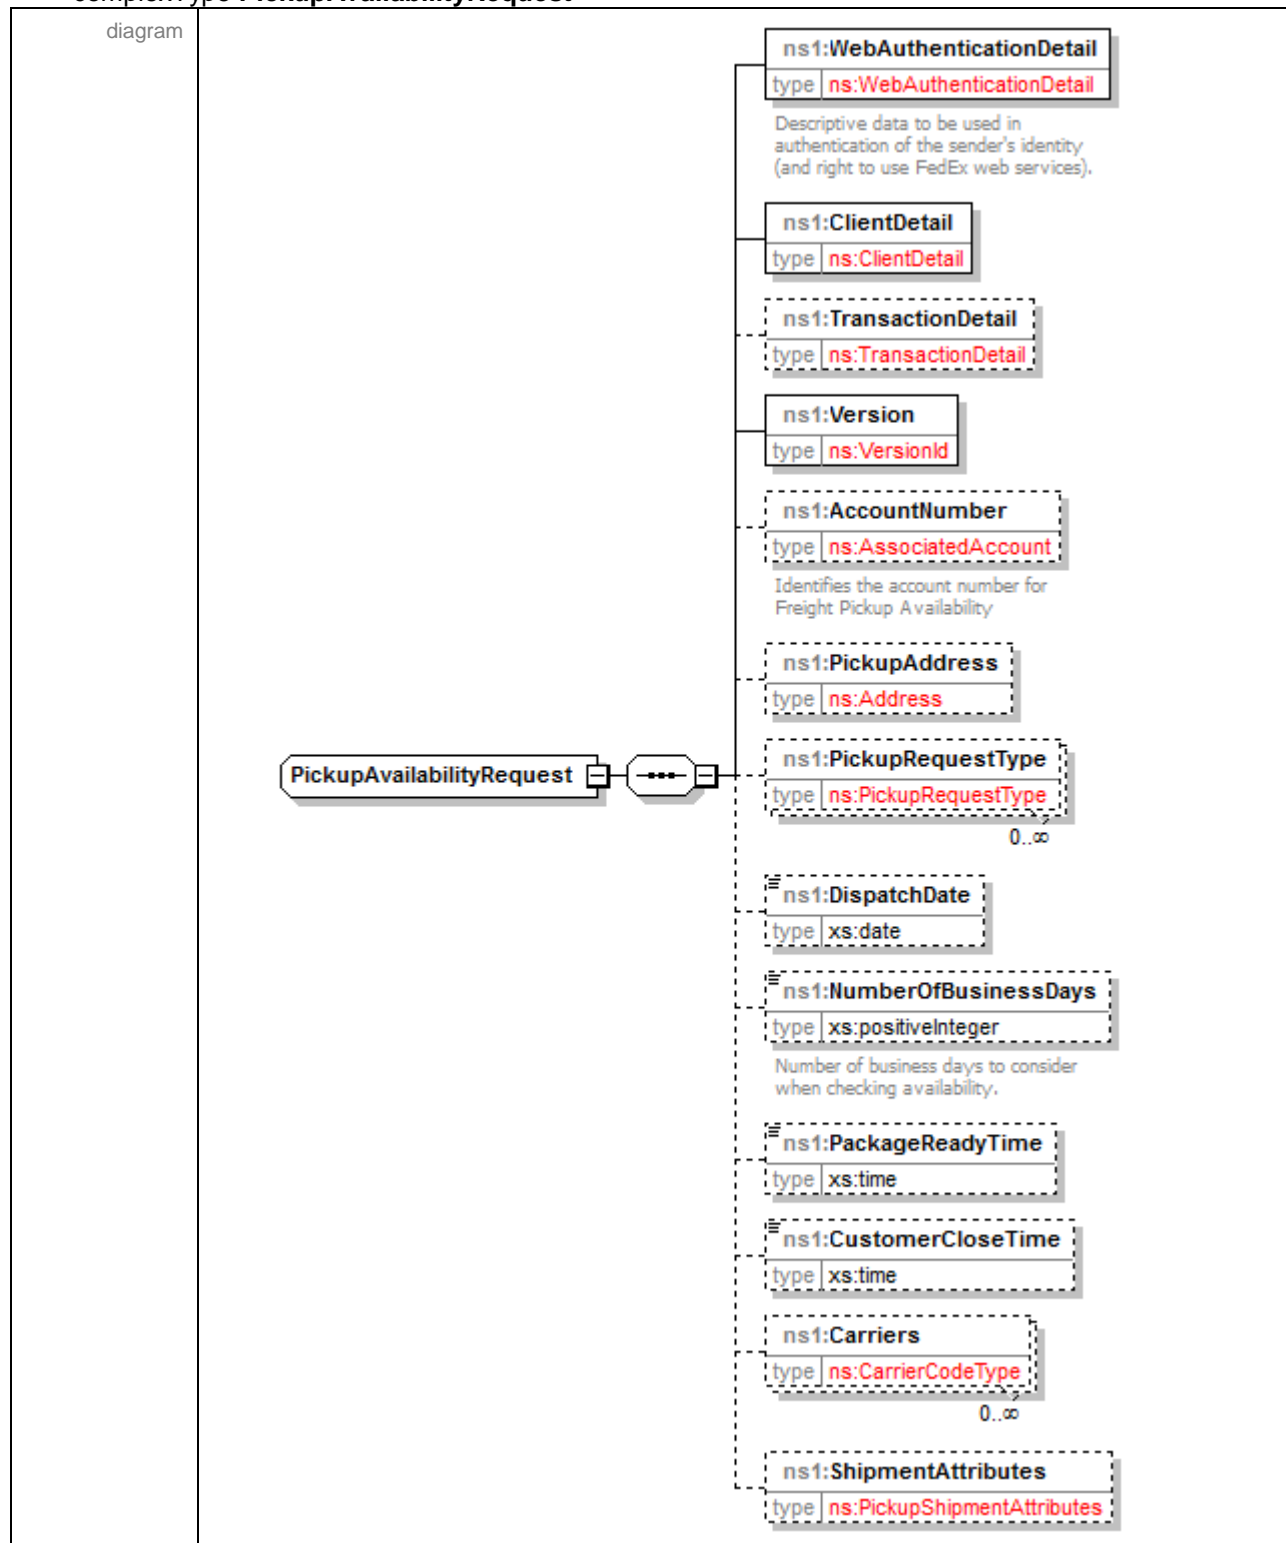 complexType PickupAvailabilityRequest
diagram
ns1:WebAuthenticationDetail
type ns:WebAuthenticationDetail
Descriptive data to be used in
authentication of the sender's identity
(and right to use FedEx web services).
ns1:ClientDetail
type ns:ClientDetail
ns1:TransactionDetail
type ns:TransactionDetail
ns1:Version
type ns:VersionId
ns1:AccountNumber
type ns:AssociatedAccount
Identifies the account number for
Freight Pickup Availability
ns1:PickupAddress
type ns:Address
PickupAvailabilityRequest
ns1:PickupRequestType
type ns:PickupRequestType
0..∞
ns1:DispatchDate
type xs:date
ns1:NumberOfBusinessDays
type xs:positiveInteger
Number of business days to consider
when checking availability.
ns1:PackageReadyTime
type xs:time
ns1:CustomerCloseTime
type xs:time
ns1:Carriers
type ns:CarrierCodeType
0..∞
ns1:ShipmentAttributes
type ns:PickupShipmentAttributes